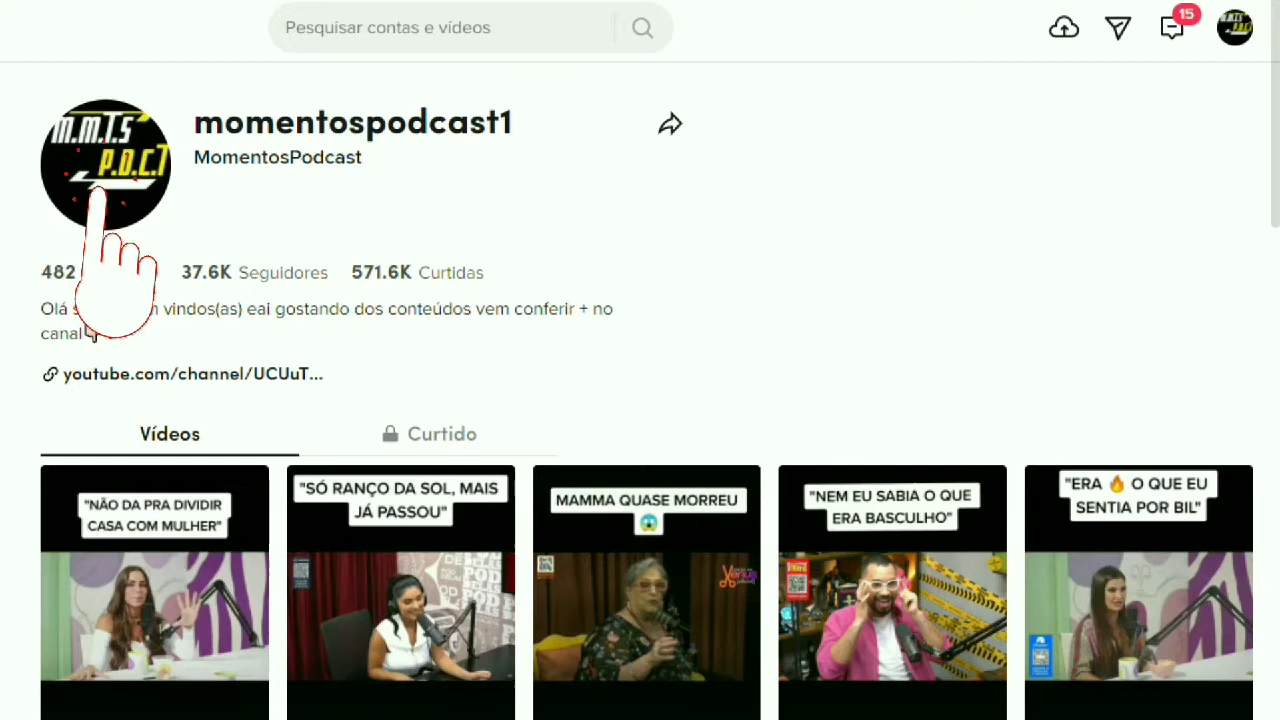 Pesquisar contas e vídeos
15
momentospodcast1
MomentosPodcast
M.M.T.S
P.D.C.T
482
37.6K Seguidores
571.6K Curtidas
Olá vindos(as) eai gostando dos conteúdos vem conferir + no
canal
youtube.com/channel/UCUuT...
Vídeos
Curtido
"NÃO DA PRA DIVIDIR
CASA COM MULHER"
"SÓ RANÇO DA SOL, MAIS
JÁ PASSOU"
MAMMA QUASE MORREU
😱
"NEM EU SABIA O QUE
ERA BASCULHO"
"ERA 🔥 O QUE EU
SENTIA POR BIL"